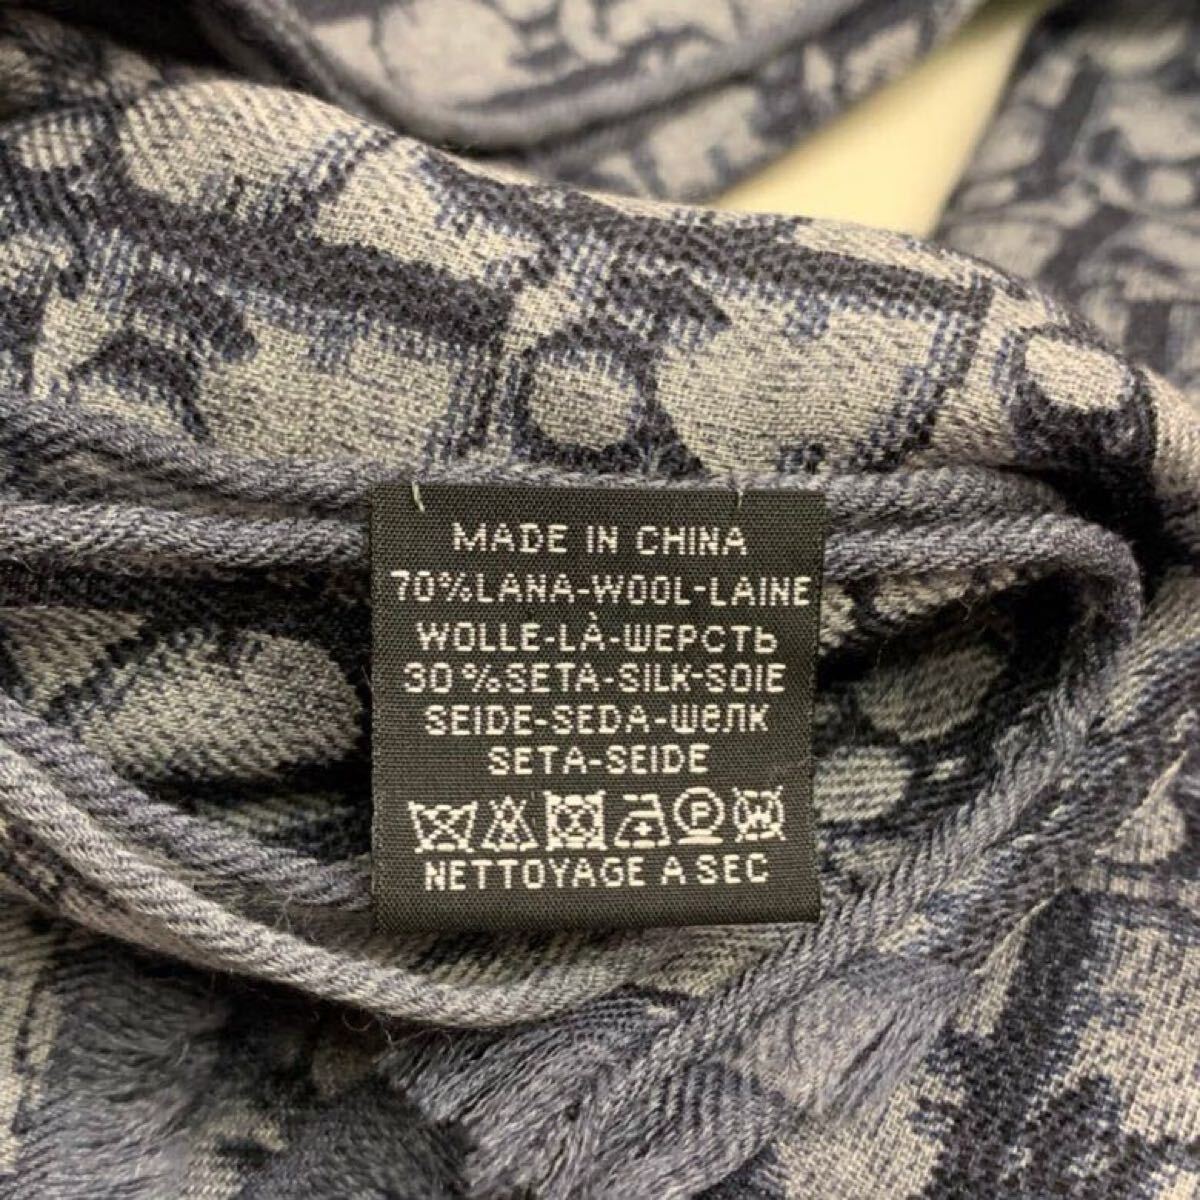 MADE IN CHINA
70%LANA-WOOL-LAINE
WOLLE-LÀ-ШЕРСТЬ
30%SETA-SILK-SOIE
SEIDE-SEDA-Шелк
SETA-SEIDE
P W
NETTOYAGE A SEC